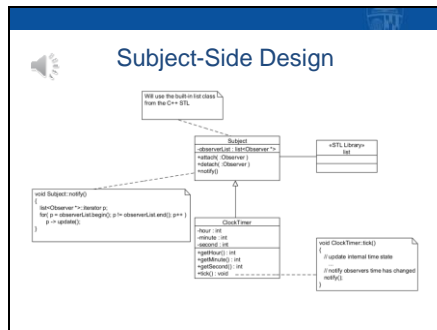 Subject-Side Design
Will use the built-in list class
from the C++ STL
Subject
-observerList : list<Observer *>
+attach( :Observer )
+detach( :Observer )
+notify()
«STL Library»
list
void Subject::notify()
{
list<Observer *>::iterator p;
for( p = observerList.begin(); p != observerList.end(); p++ )
p -> update();
}
ClockTimer
-hour : int
-minute : int
-second : int
+getHour() : int
+getMinute() : int
+getSecond() : int
+tick() : void
void ClockTimer::tick()
{
// update internal time state
...
// notify observers time has changed
notify();
}